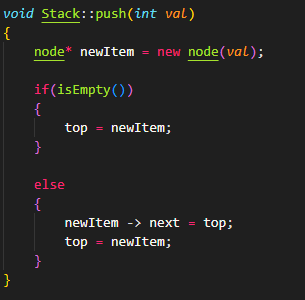 void Stack::push(int val)
{
    node* newItem = new node(val);
    if(isEmpty())
    {
        top = newItem;
    }
    else
    {
        newItem -> next = top;
        top = newItem;
    }
}